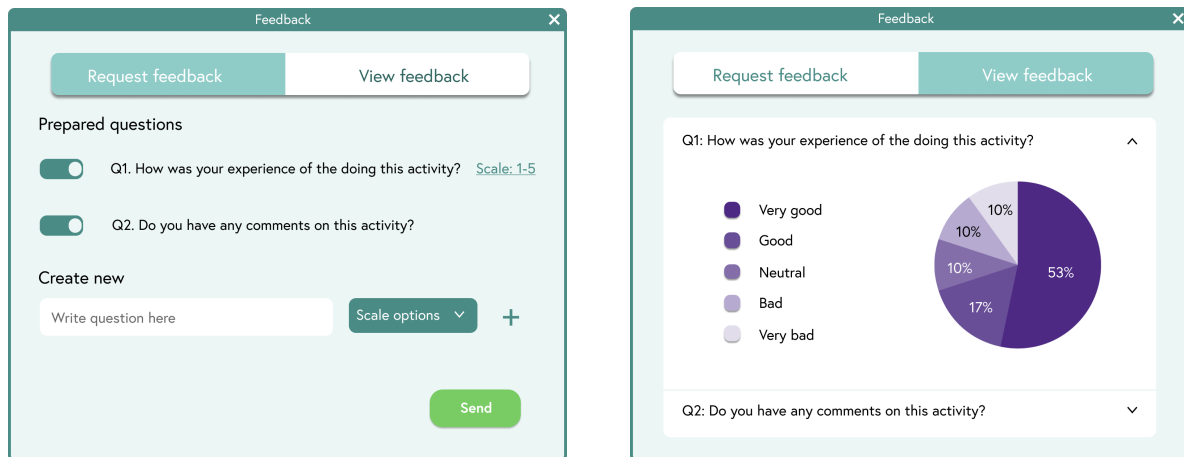 Feedback
Request feedback
View feedback
Prepared questions
Q1. How was your experience of the doing this activity? Scale: 1-5
Q2. Do you have any comments on this activity?
Create new
Write question here
Scale options
Send
Feedback
Request feedback
View feedback
Q1: How was your experience of the doing this activity?
Very good
Good
Neutral
Bad
Very bad
10%
10%
10%
17%
53%
Q2: Do you have any comments on this activity?